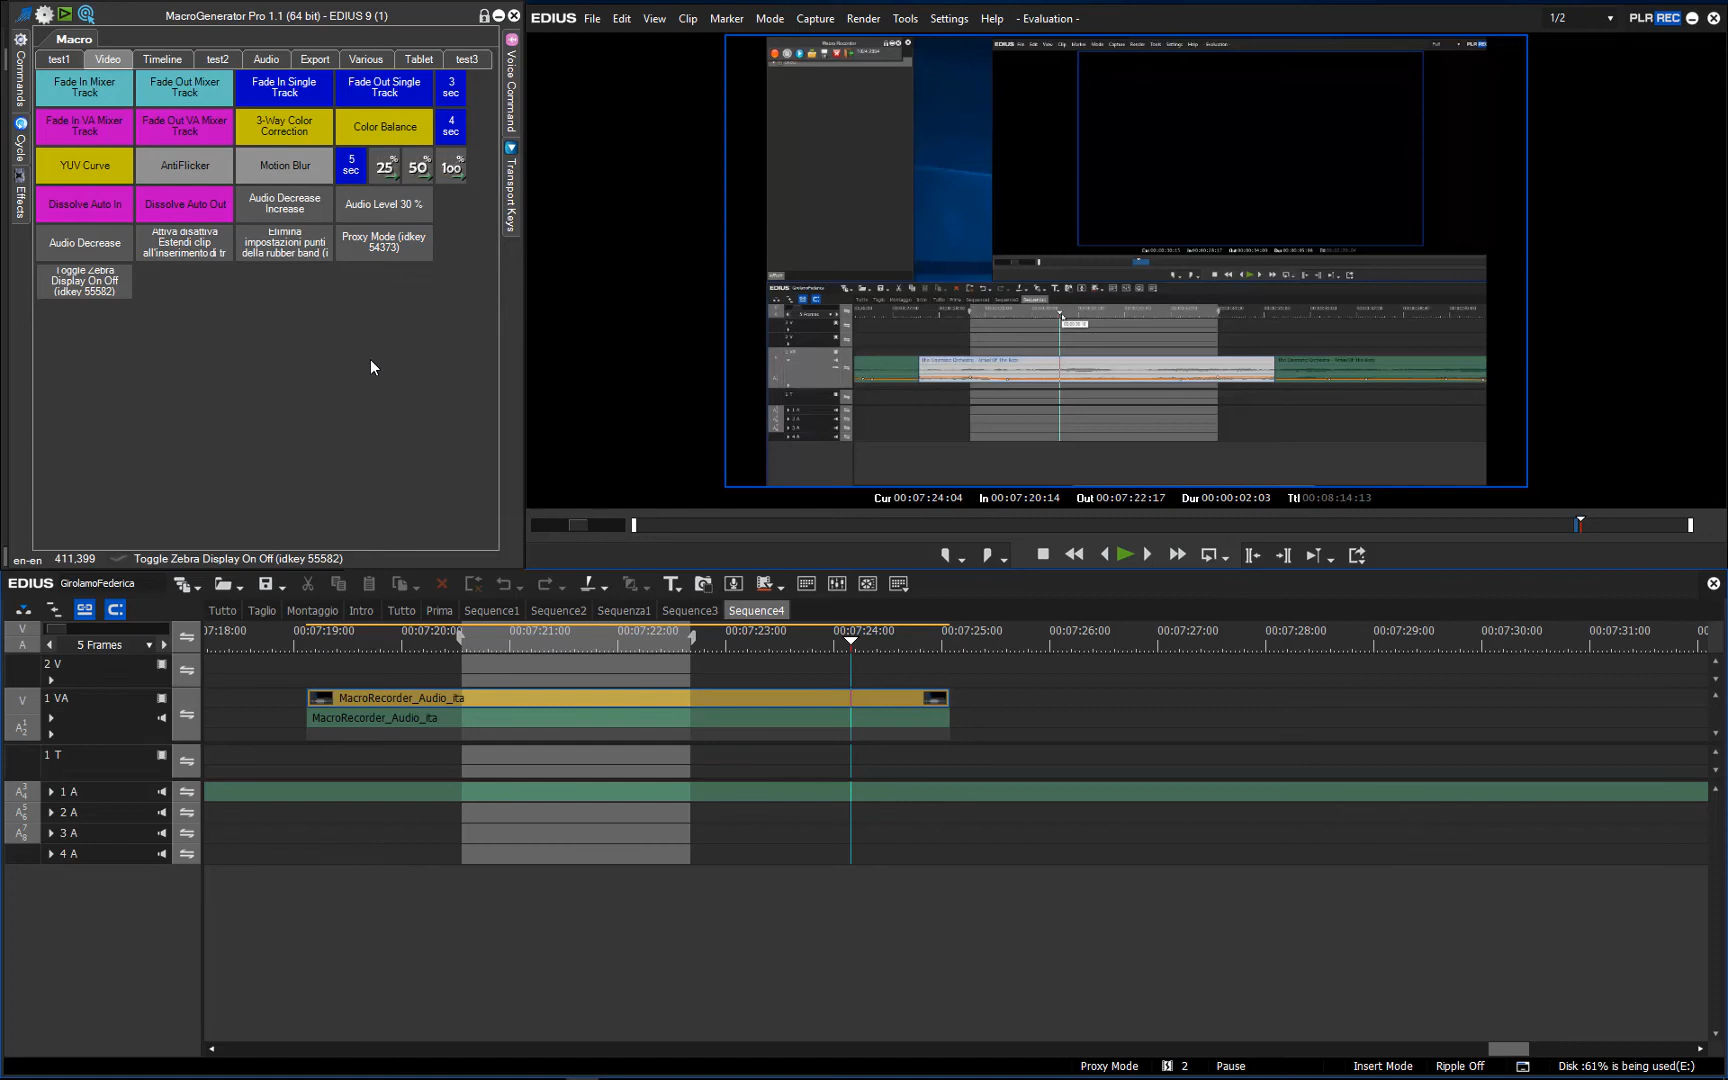 MacroGenerator Pro 1.1 (64 bit) - EDIUS 9 (1)
Macro
test1 Video Timeline test2 Audio Export Various Tablet test3
Commands
Cycle
Effects
Voice Command
Transport Keys
Fade In Mixer
Track
Fade Out Mixer
Track
Fade In Single
Track
Fade Out Single
Track
3
sec
Fade In VA Mixer
Track
Fade Out VA Mixer
Track
3-Way Color
Correction
Color Balance
4
sec
YUV Curve
AntiFlicker
Motion Blur
5
sec
25%
50%
100%
Dissolve Auto In
Dissolve Auto Out
Audio Decrease
Increase
Audio Level 30 %
Audio Decrease
Attiva disattiva
Estendi clip
all'inserimento di tr
Elimina
impostazioni punti
della rubber band (i
Proxy Mode (idkey
54373)
Toggle Zebra
Display On Off
(idkey 55582)
en-en 411,399 Toggle Zebra Display On Off (idkey 55582)
EDIUS File Edit View Clip Marker Mode Capture Render Tools Settings Help - Evaluation -
1/2 PLR REC
Cur 00:07:24:04 In 00:07:20:14 Out 00:07:22:17 Dur 00:00:02:03 Ttl 00:08:14:13
EDIUS GirolamoFederica
Tutto Taglio Montaggio Intro Tutto Prima Sequence1 Sequence2 Sequenza1 Sequence3 Sequence4
V
A
5 Frames
0:07:18:00 00:07:19:00 00:07:20:00 00:07:21:00 00:07:22:00 00:07:23:00 00:07:24:00 00:07:25:00 00:07:26:00 00:07:27:00 00:07:28:00 00:07:29:00 00:07:30:00 00:07:31:00 00
2 V
V 1 VA
A 1 2
MacroRecorder_Audio_ita
MacroRecorder_Audio_ita
1 T
A 3 4 1 A
A 5 6 2 A
A 7 8 3 A
4 A
Proxy Mode 2 Pause Insert Mode Ripple Off Disk :61% is being used(E:)